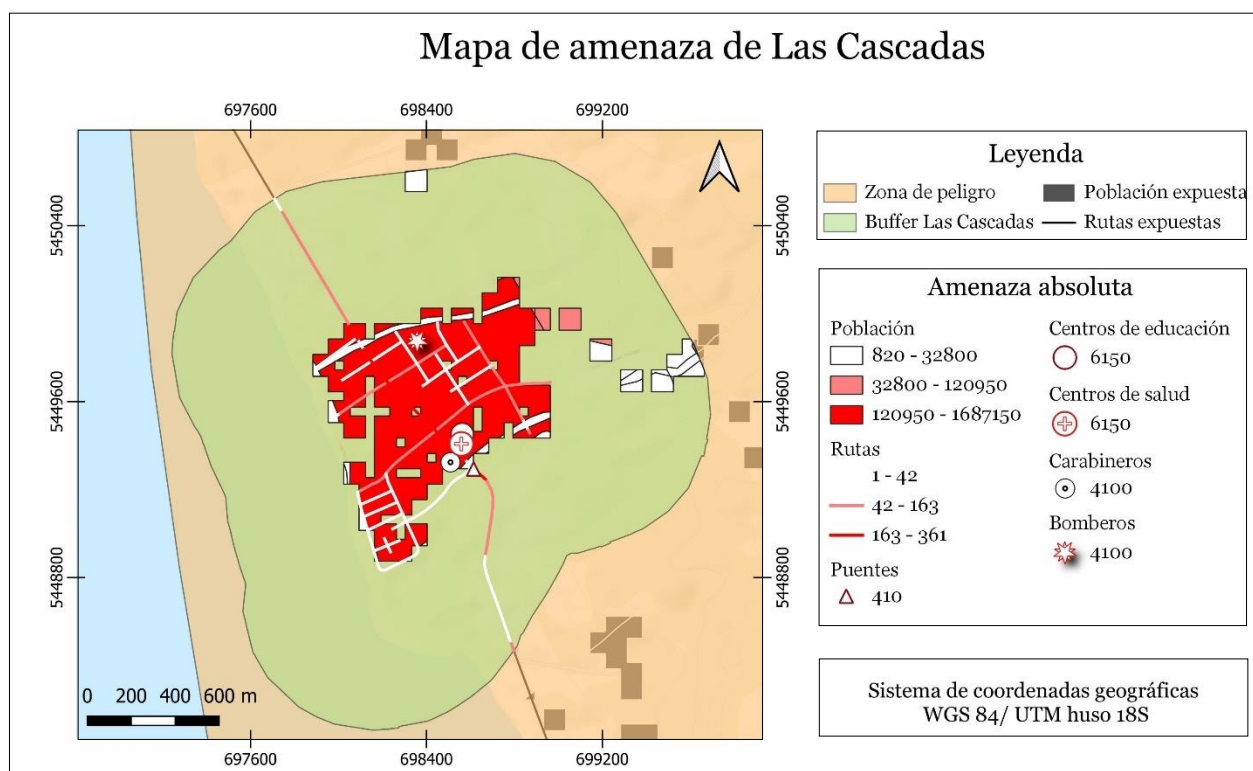 Mapa de amenaza de Las Cascadas
697600 698400 699200
5450400 5450400
5449600 5449600
5448800 5448800
0 200 400 600 m
697600 698400 699200
Leyenda
Zona de peligro Población expuesta
Buffer Las Cascadas Rutas expuestas
Amenaza absoluta
Población
820 - 32800
32800 - 120950
120950 - 1687150
Rutas
1 - 42
42 - 163
163 - 361
Puentes
410
Centros de educación
6150
Centros de salud
6150
Carabineros
4100
Bomberos
4100
Sistema de coordenadas geográficas
WGS 84/ UTM huso 18S